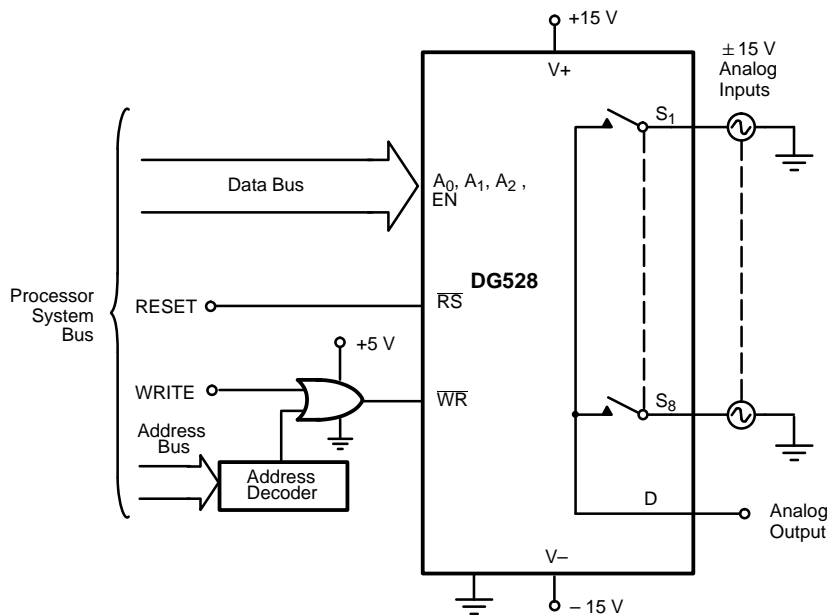 +15 V
V+
± 15 V
Analog
Inputs
S1
Data Bus
A0, A1, A2 ,
EN
DG528
Processor
System
Bus
RESET
RS
+5 V
WRITE
WR
S8
Address
Bus
Address
Decoder
D
Analog
Output
V–
– 15 V